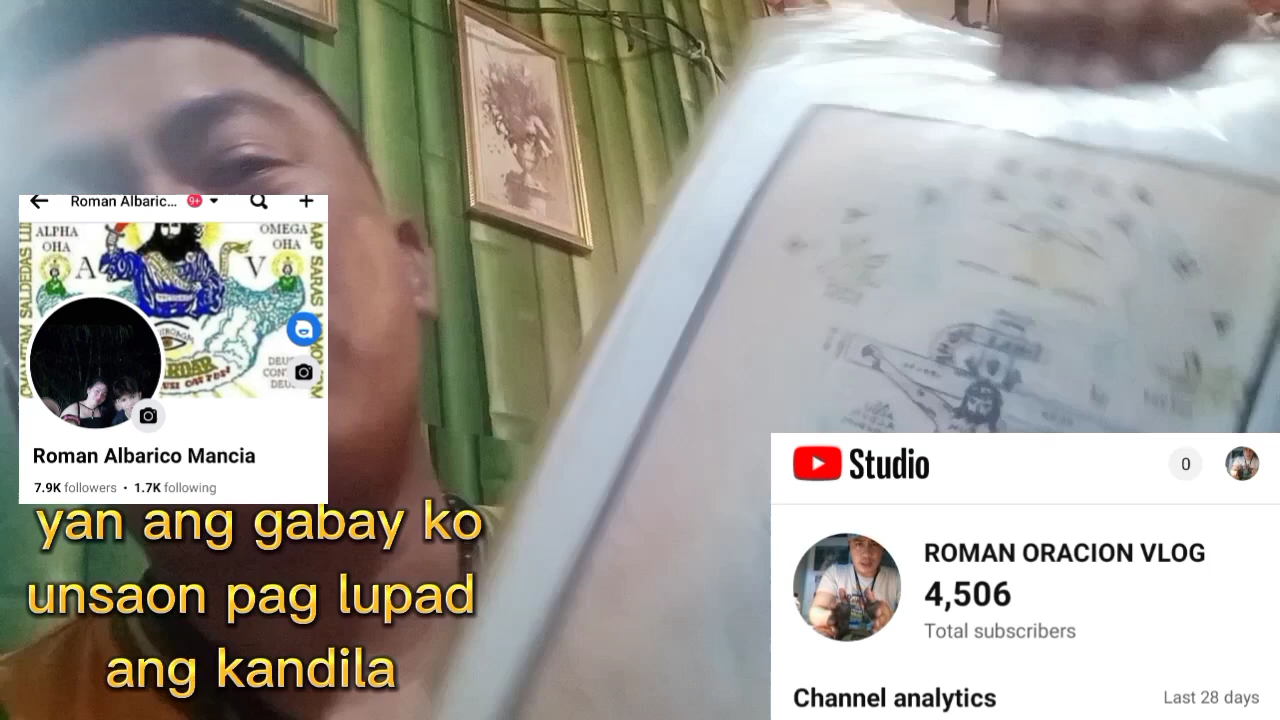 Roman Albaric... 9+
ALPHA
OHA
OMEGA
OHA
A
V
Roman Albarico Mancia
7.9K followers • 1.7K following
yan ang gabay ko
unsaon pag lupad
ang kandila
Studio
0
ROMAN ORACION VLOG
4,506
Total subscribers
Channel analytics
Last 28 days